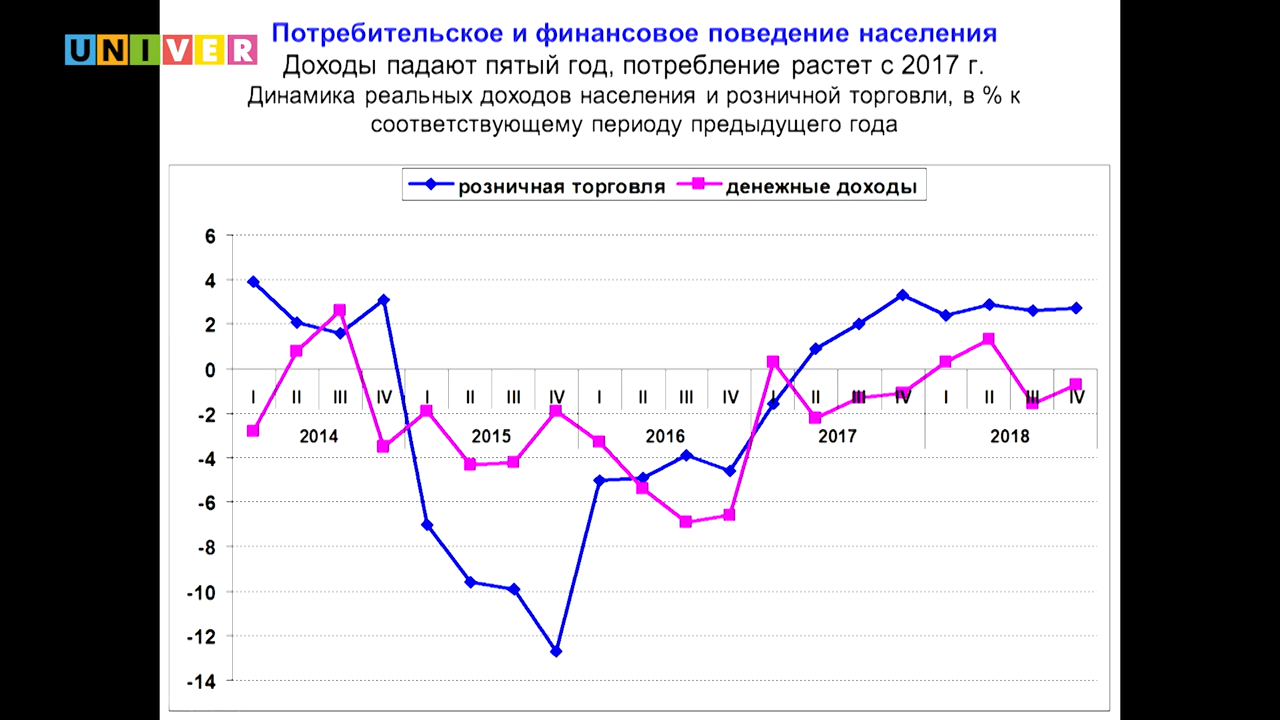 UNIVER
Потребительское и финансовое поведение населения
Доходы падают пятый год, потребление растет с 2017 г.
Динамика реальных доходов населения и розничной торговли, в % к
соответствующему периоду предыдущего года
розничная торговля денежные доходы
6
4
2
0
I II III IV I II III IV I II III IV I II III IV I II III IV
-2
2014 2015 2016 2017 2018
-4
-6
-8
-10
-12
-14